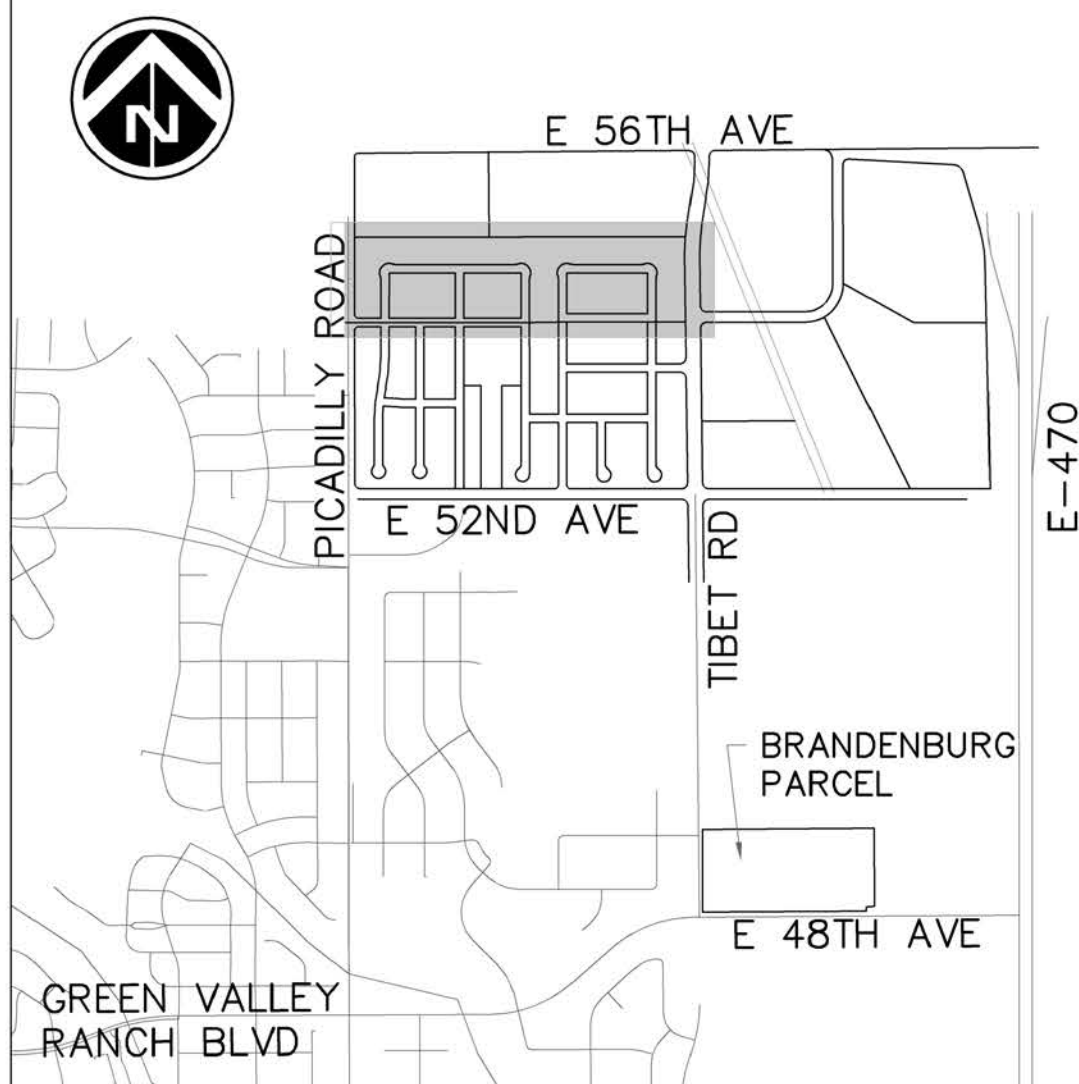 N
E 56TH AVE
PICADILLY ROAD
E-470
E 52ND AVE
TIBET RD
BRANDENBURG
PARCEL
E 48TH AVE
GREEN VALLEY
RANCH BLVD